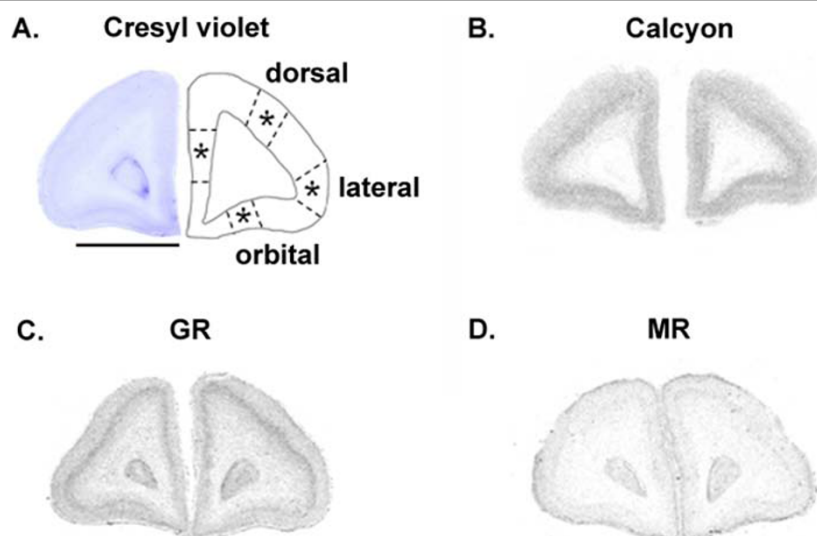 A. Cresyl violet
B. Calcyon
dorsal
*
*
lateral
*
*
orbital
C. GR
D. MR